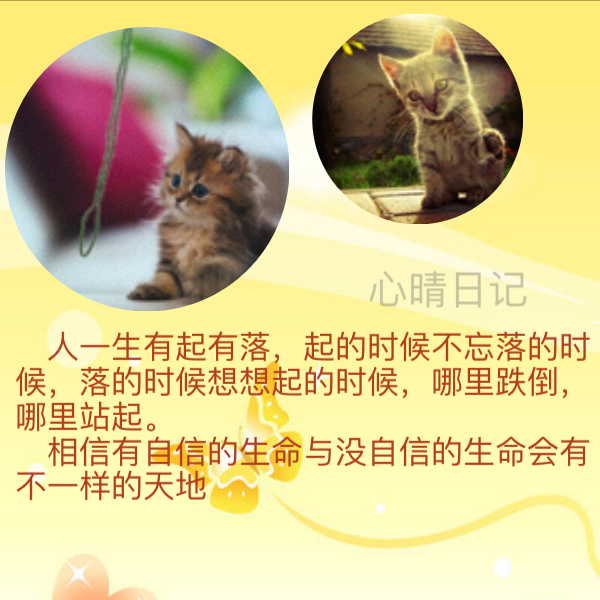 心晴日记
人一生有起有落，起的时候不忘落的时
候，落的时候想想起的时候，哪里跌倒，
哪里站起。
相信有自信的生命与没自信的生命会有
不一样的天地